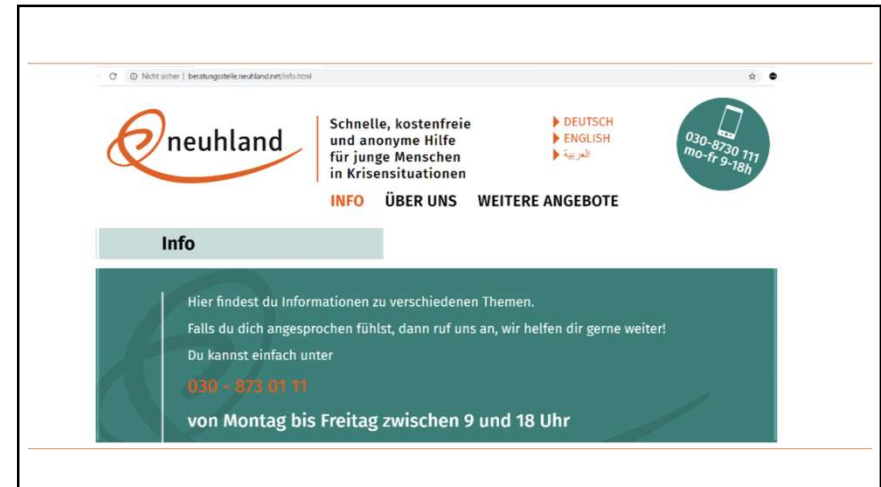 Nicht sicher | beratungsstelle.neuhland.net/info.html
neuhland
Schnelle, kostenfreie
und anonyme Hilfe
für junge Menschen
in Krisensituationen
DEUTSCH
ENGLISH
العربية
030-8730 111
mo-fr 9-18h
INFO ÜBER UNS WEITERE ANGEBOTE
Info
Hier findest du Informationen zu verschiedenen Themen.
Falls du dich angesprochen fühlst, dann ruf uns an, wir helfen dir gerne weiter!
Du kannst einfach unter
030 - 873 01 11
von Montag bis Freitag zwischen 9 und 18 Uhr